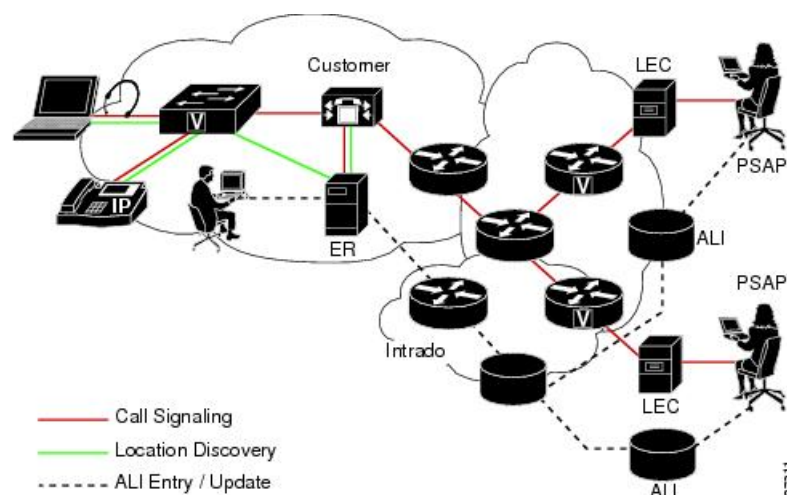 Customer
LEC
V
V
PSAP
IP
ER
ALI
PSAP
V
Intrado
LEC
Call Signaling
Location Discovery
ALI Entry / Update
ALI